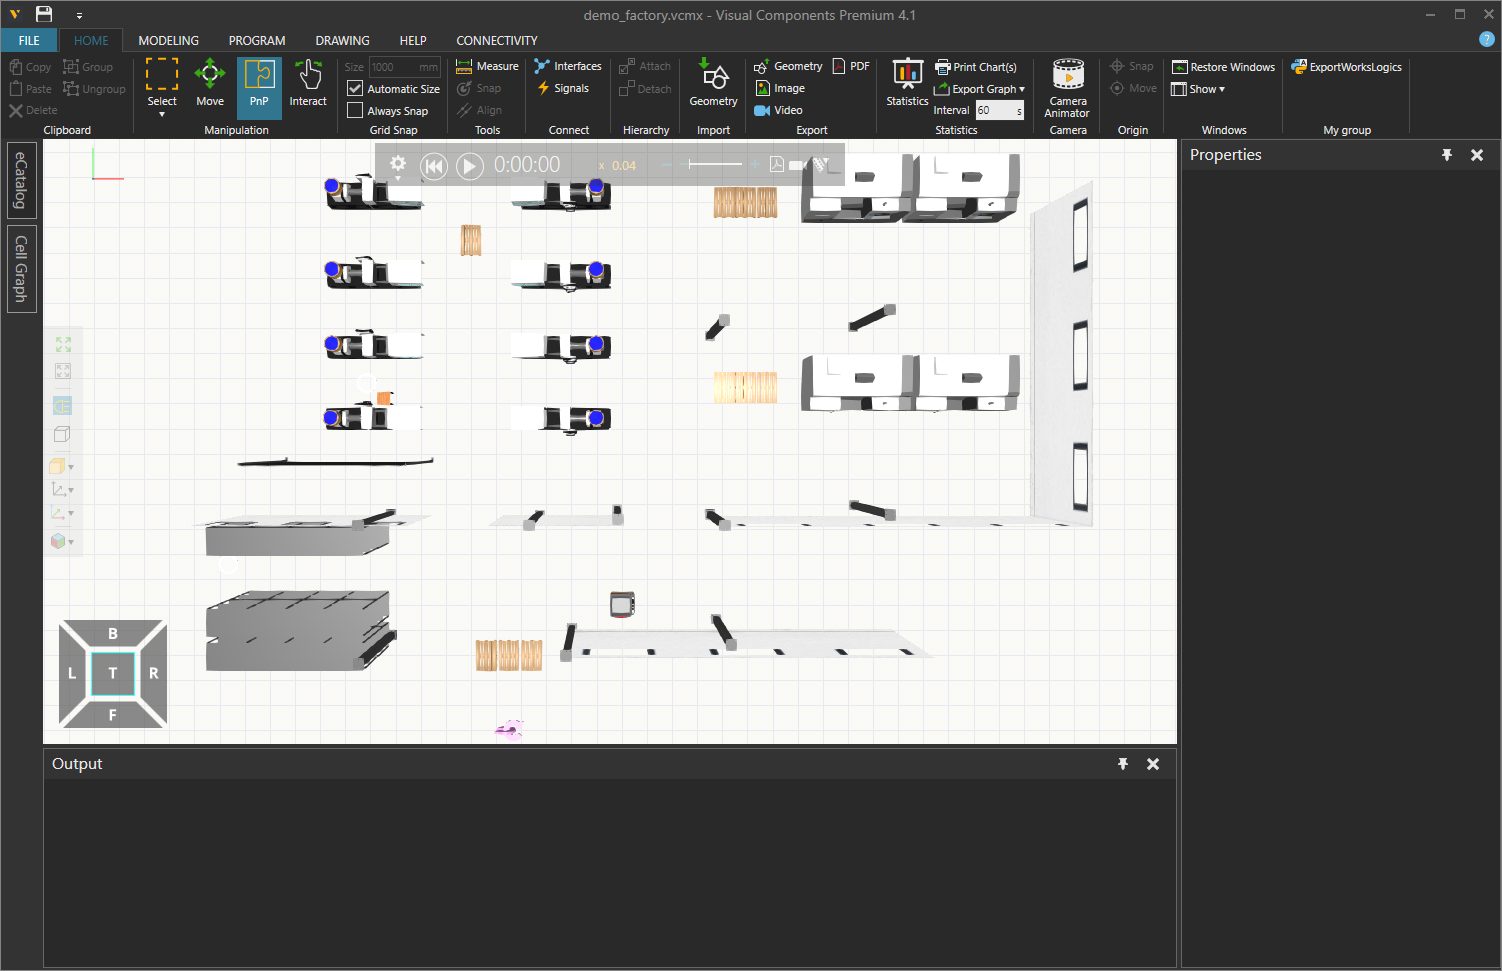 demo_factory.vcmx - Visual Components Premium 4.1
FILE HOME MODELING PROGRAM DRAWING HELP CONNECTIVITY
?
Copy Group
Paste Ungroup
Delete
Clipboard
Select Move PnP Interact
Manipulation
Size 1000 mm
Automatic Size
Always Snap
Grid Snap
Measure
Snap
Align
Tools
Interfaces
Signals
Connect
Attach
Detach
Hierarchy
Geometry
Import
Geometry PDF
Image
Video
Export
Statistics
Print Chart(s)
Export Graph
Interval 60 s
Statistics
Camera
Animator
Camera
Snap
Move
Origin
Restore Windows
Show
Windows
ExportWorksLogics
My group
eCatalog
Cell Graph
0:00:00 x 0.04
B
L T R
F
Properties
Output